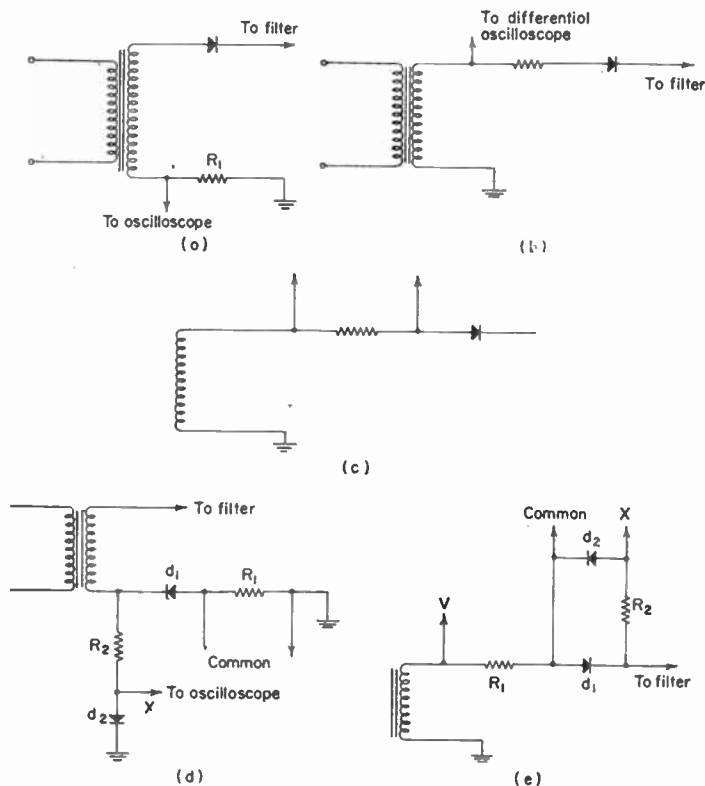 To filter
R1
To oscilloscope
(a)
To differentiol
oscilloscope
To filter
(b)
(c)
To filter
d1
R1
R2
Common
X
To oscilloscope
d2
(d)
Common
X
d2
R2
V
R1
d1
To filter
(e)